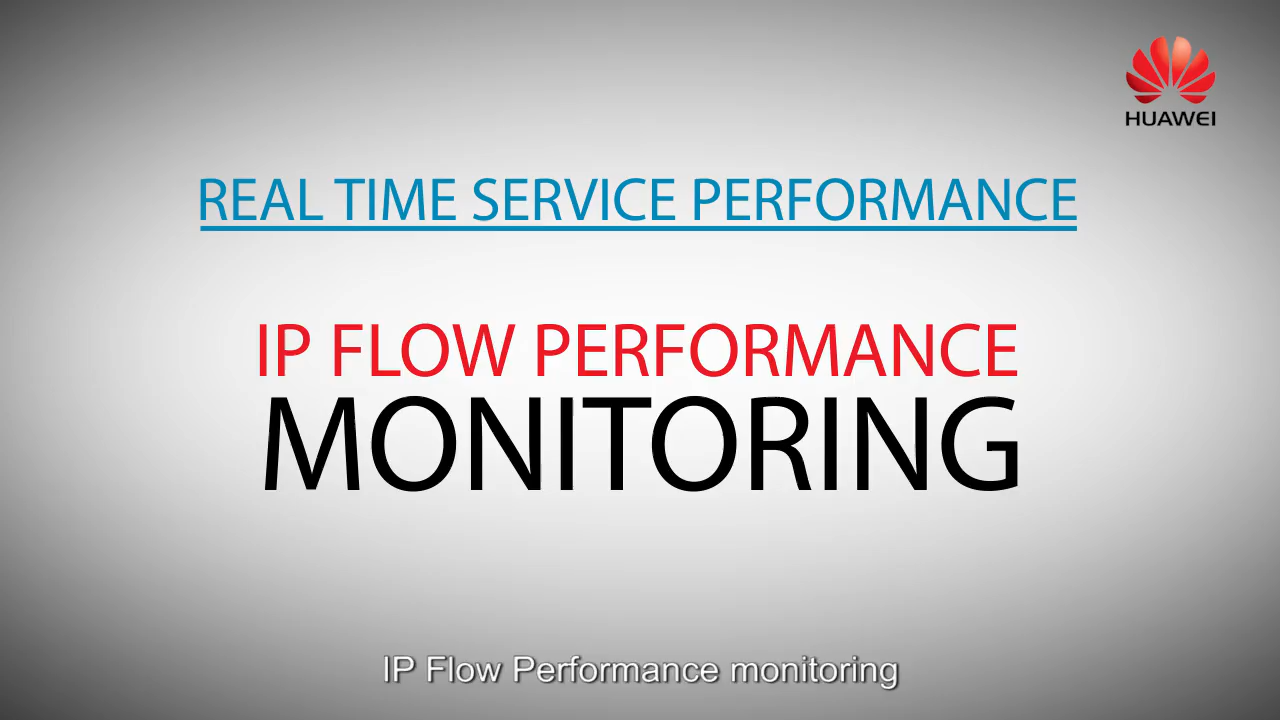 HUAWEI
REAL TIME SERVICE PERFORMANCE
IP FLOW PERFORMANCE
MONITORING
IP Flow Performance monitoring